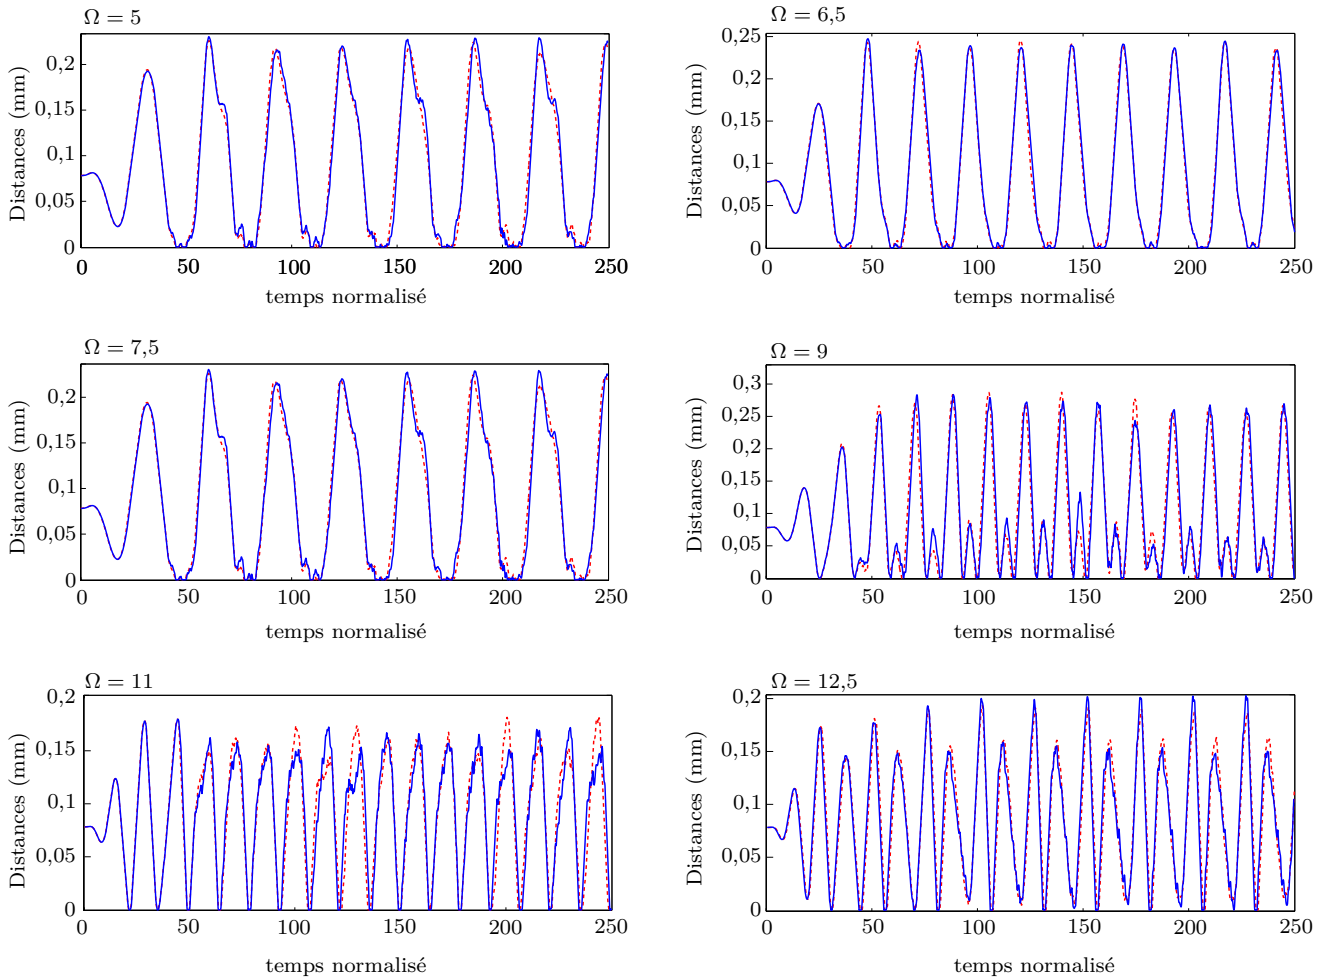 Ω = 5
Distances (mm)
0,2
0,15
0,1
0,05
0
0 50 100 150 200 250
temps normalisé
Ω = 6,5
Distances (mm)
0,25
0,2
0,15
0,1
0,05
0
0 50 100 150 200 250
temps normalisé
Ω = 7,5
Distances (mm)
0,2
0,15
0,1
0,05
0
0 50 100 150 200 250
temps normalisé
Ω = 9
Distances (mm)
0,3
0,25
0,2
0,15
0,1
0,05
0
0 50 100 150 200 250
temps normalisé
Ω = 11
Distances (mm)
0,2
0,15
0,1
0,05
0
0 50 100 150 200 250
temps normalisé
Ω = 12,5
Distances (mm)
0,2
0,15
0,1
0,05
0
0 50 100 150 200 250
temps normalisé